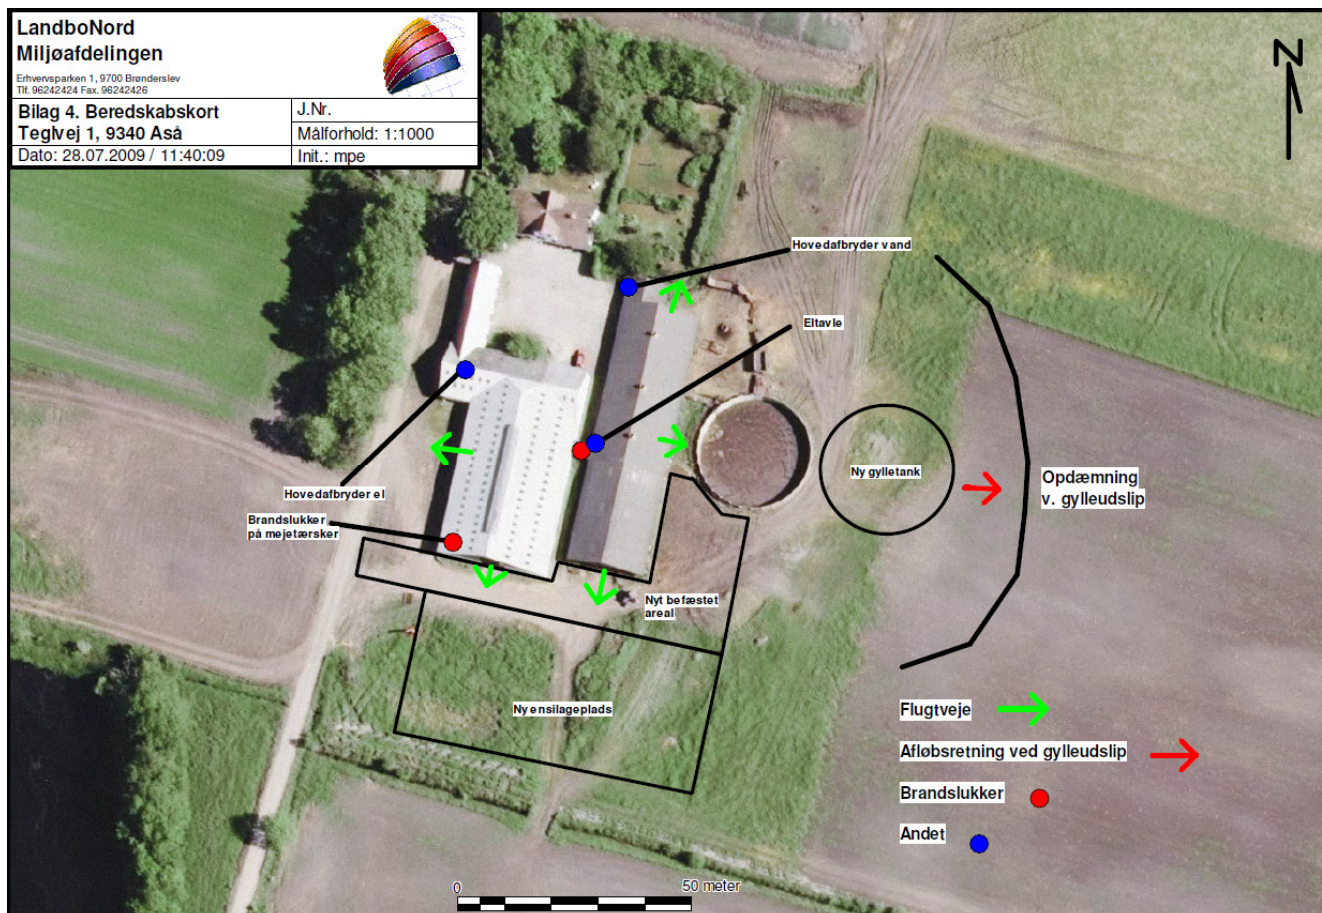 LandboNord
Miljøafdelingen
Erhvervsparken 1, 9700 Brønderslev
Tlf. 96242424 Fax. 96242426
Bilag 4. Beredskabskort
Teglvej 1, 9340 Aså
Dato: 28.07.2009 / 11:40:09
J.Nr.
Målforhold: 1:1000
Init.: mpe
N
Hovedafbryder vand
Eltavle
Hovedafbryder el
Brandslukker
på mejetærsker
Ny gylletank
Opdæmning
v. gylleudslip
Nyt befæstet
areal
Ny ensilageplads
Flugtveje
Afløbsretning ved gylleudslip
Brandslukker
Andet
0
50 meter